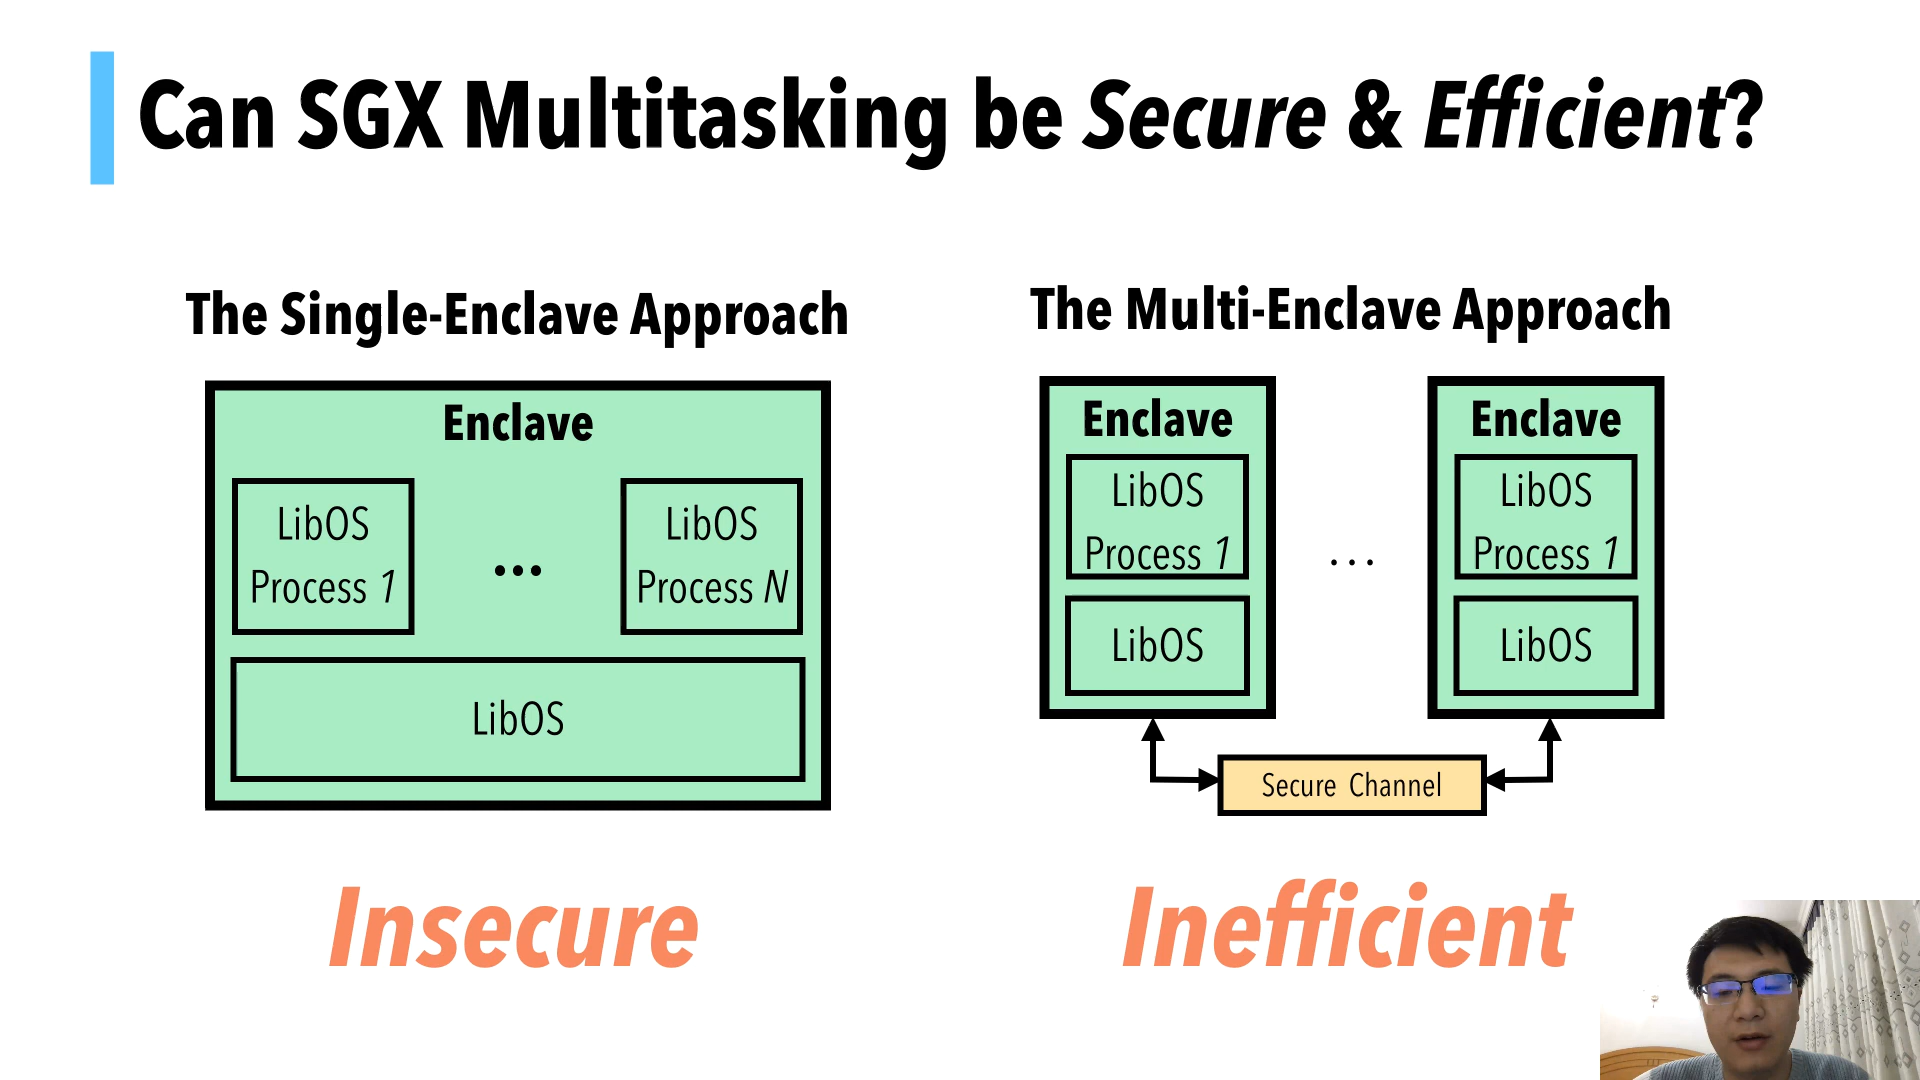 Can SGX Multitasking be Secure & Efficient?
The Single-Enclave Approach
Enclave
LibOS
Process 1
...
LibOS
Process N
LibOS
Insecure
The Multi-Enclave Approach
Enclave
LibOS
Process 1
LibOS
...
Enclave
LibOS
Process 1
LibOS
Secure Channel
Inefficient